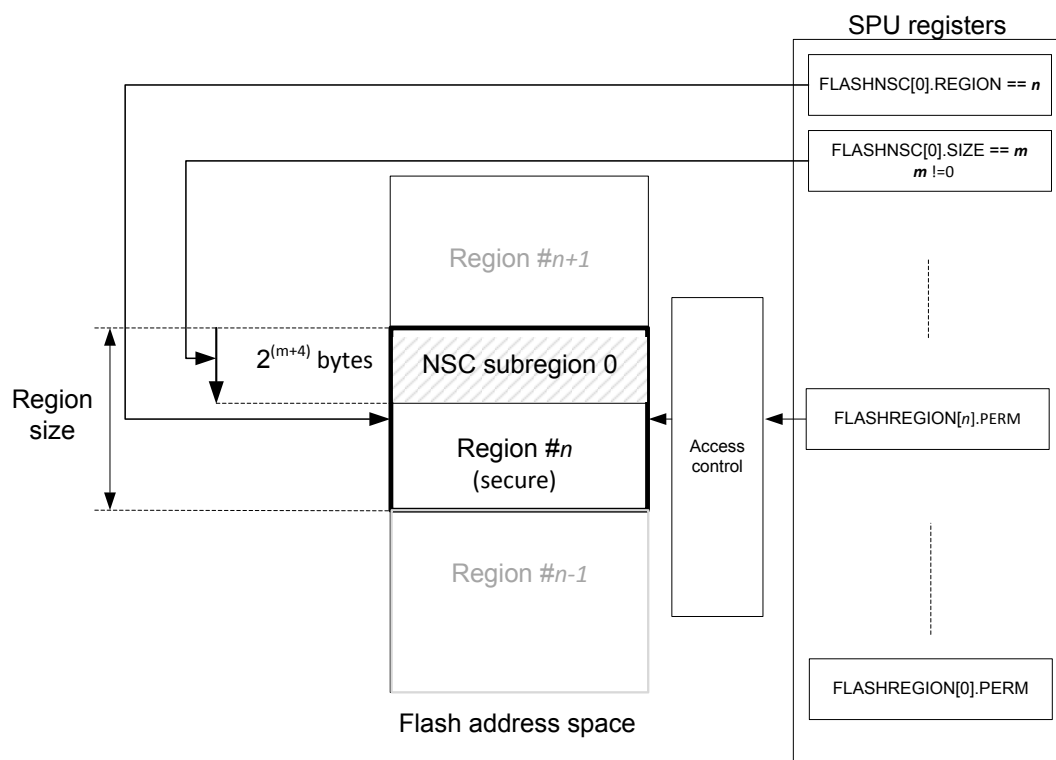 SPU registers
FLASHNSC[0].REGION == n
FLASHNSC[0].SIZE == m
m !=0
Region #n+1
2^(m+4) bytes
NSC subregion 0
Region
size
Region #n
(secure)
Access
control
FLASHREGION[n].PERM
Region #n-1
FLASHREGION[0].PERM
Flash address space